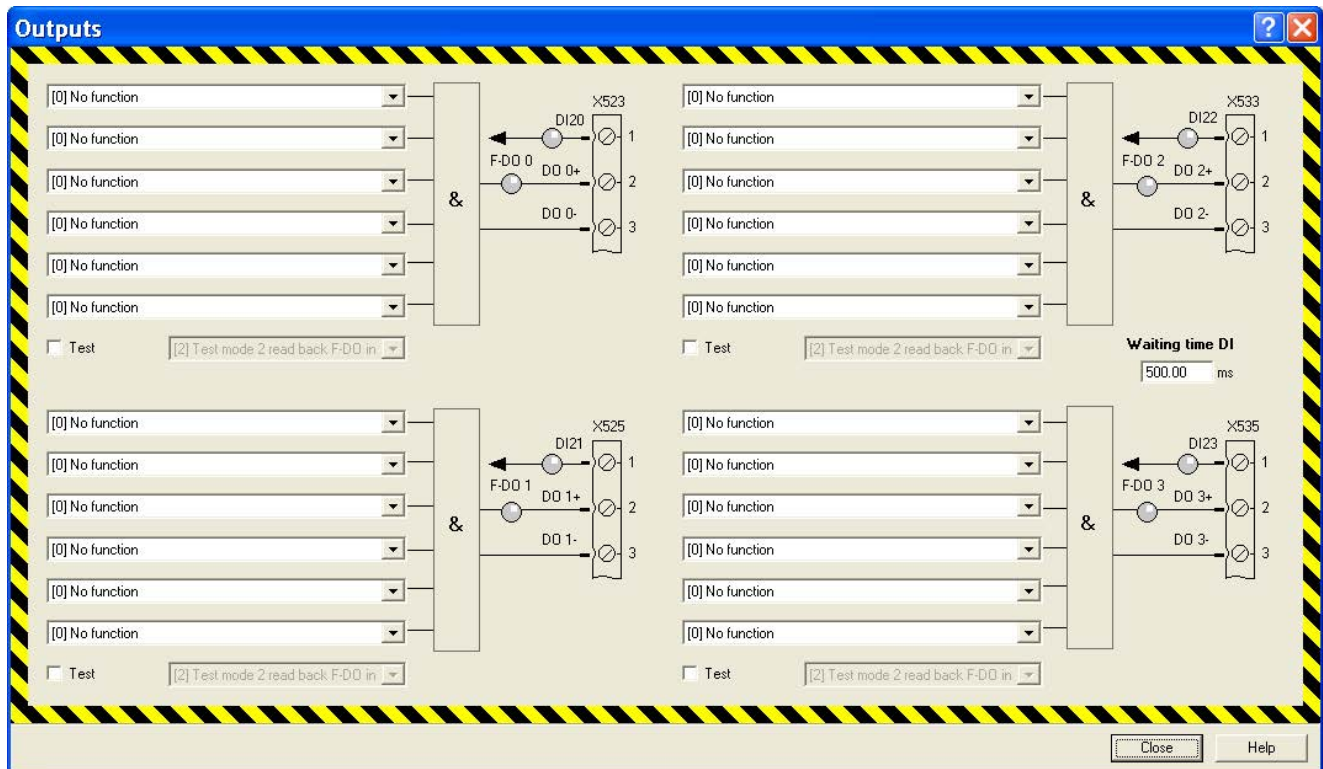 Outputs
[0] No function
X523
DI20
1
[0] No function
F-DO 0
DO 0+
[0] No function
2
&
DO 0-
[0] No function
3
[0] No function
[0] No function
Test
[2] Test mode 2 read back F-DO in
[0] No function
X533
DI22
1
[0] No function
F-DO 2
DO 2+
[0] No function
2
&
DO 2-
[0] No function
3
[0] No function
[0] No function
Test
[2] Test mode 2 read back F-DO in
Waiting time DI
500.00 ms
[0] No function
X525
DI21
[0] No function
1
F-DO 1
DO 1+
[0] No function
2
&
DO 1-
[0] No function
3
[0] No function
[0] No function
Test
[2] Test mode 2 read back F-DO in
[0] No function
X535
DI23
[0] No function
1
F-DO 3
DO 3+
[0] No function
2
&
DO 3-
[0] No function
3
[0] No function
[0] No function
Test
[2] Test mode 2 read back F-DO in
Close
Help